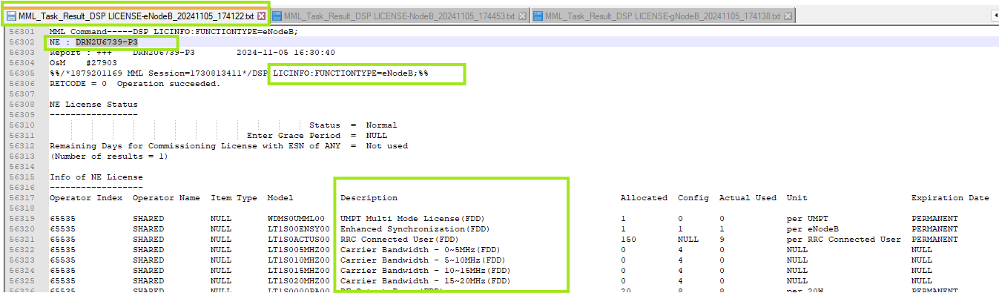 MML_Task_Result_DSP LICENSE-eNodeB_20241105_174122.txt MML_Task_Result_DSP LICENSE-NodeB_20241105_174453.txt MML_Task_Result_DSP LICENSE-gNodeB_20241105_174138.txt
56301 MML Command-----DSP LICINFO:FUNCTIONTYPE=eNodeB;
56302 NE : DRN2U6739-P3
56303 Report : +++ DRN2U6739-P3 2024-11-05 16:30:40
56304 O&M #27903
56305 %%/*1879201169 MML Session=1730813411*/DSP LICINFO:FUNCTIONTYPE=eNodeB;%%
56306 RETCODE = 0 Operation succeeded.
56307
56308 NE License Status
56309 -----------------
56310 Status = Normal
56311 Enter Grace Period = NULL
56312 Remaining Days for Commissioning License with ESN of ANY = Not used
56313 (Number of results = 1)
56314
56315 Info of NE License
56316 ------------------
56317 Operator Index Operator Name Item Type Model Description Allocated Config Actual Used Unit Expiration Date
56318
56319 65535 SHARED NULL WDMS0UMML00 UMPT Multi Mode License(FDD) 1 0 0 per UMPT PERMANENT
56320 65535 SHARED NULL LT1S00ENSY00 Enhanced Synchronization(FDD) 1 1 1 per eNodeB PERMANENT
56321 65535 SHARED NULL LT1S0ACTUS00 RRC Connected User(FDD) 150 NULL 9 per RRC Connected User PERMANENT
56322 65535 SHARED NULL LT1S005MHZ00 Carrier Bandwidth - 0~5MHz(FDD) 0 4 0 NULL NULL
56323 65535 SHARED NULL LT1S010MHZ00 Carrier Bandwidth - 5~10MHz(FDD) 0 4 0 NULL NULL
56324 65535 SHARED NULL LT1S015MHZ00 Carrier Bandwidth - 10~15MHz(FDD) 0 4 0 NULL NULL
56325 65535 SHARED NULL LT1S020MHZ00 Carrier Bandwidth - 15~20MHz(FDD) 0 4 0 NULL NULL
56326 65535 SHARED NULL LT1S0000PA00 20 8 8 per 20W PERMANENT